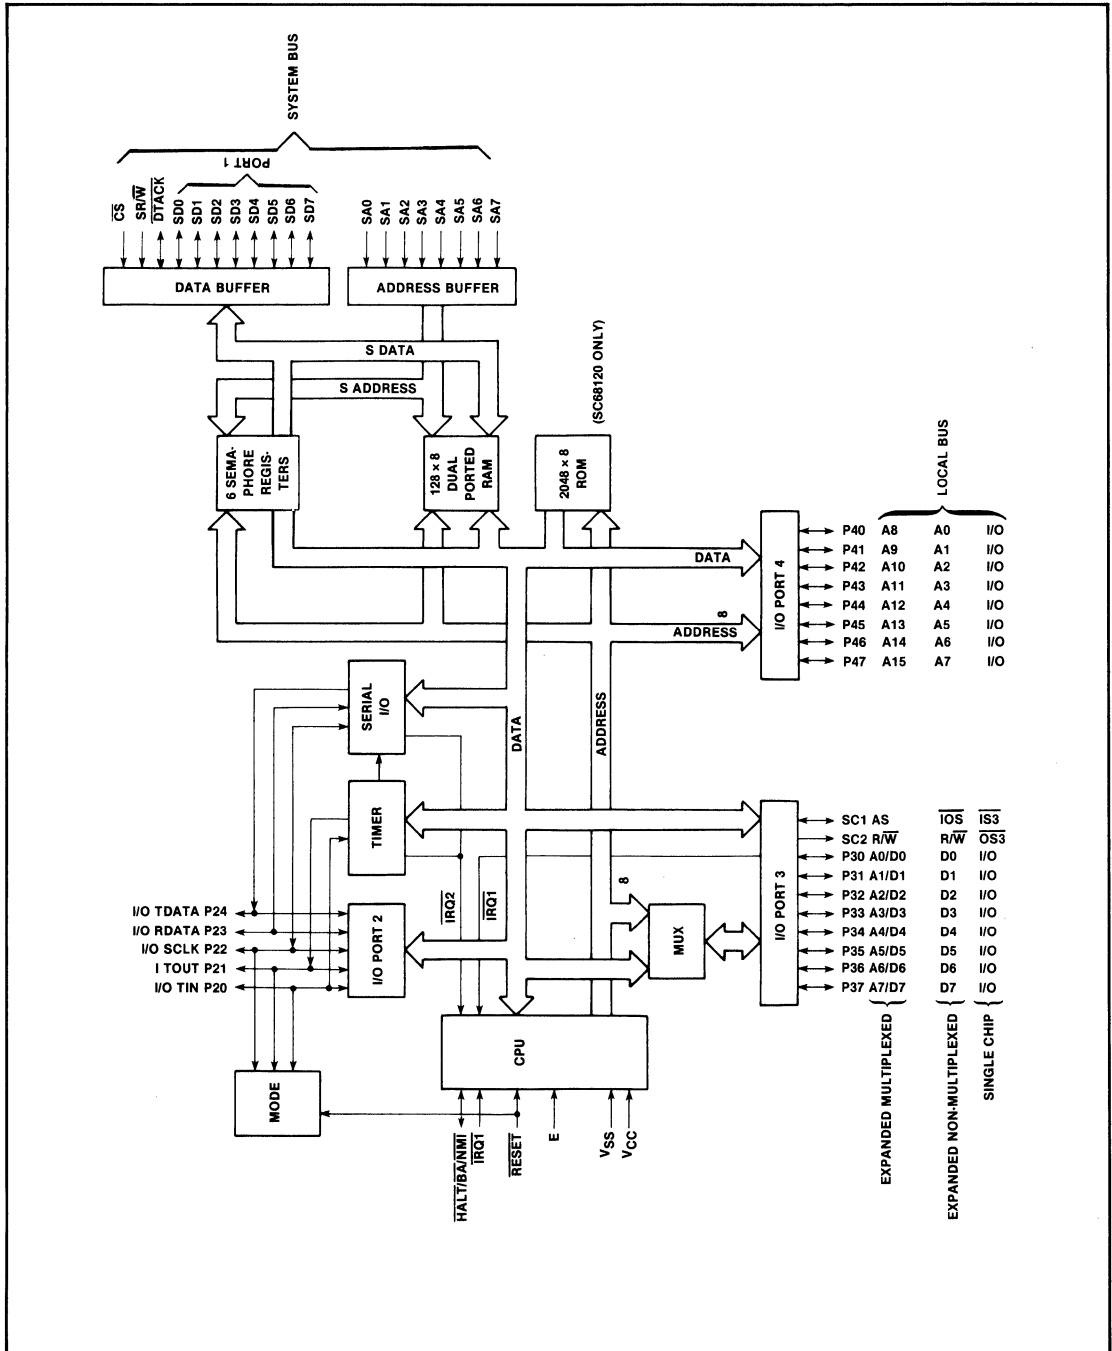 SYSTEM BUS
PORT 1
CS
SR/W
DTACK
SD0
SD1
SD2
SD3
SD4
SD5
SD6
SD7
SA0
SA1
SA2
SA3
SA4
SA5
SA6
SA7
DATA BUFFER
ADDRESS BUFFER
S DATA
S ADDRESS
6 SEMA-
PHORE
REGIS-
TERS
128 × 8
DUAL
PORTED
RAM
2048 × 8
ROM
(SC68120 ONLY)
DATA
8
ADDRESS
I/O PORT 4
LOCAL BUS
P40 A8 A0 I/O
P41 A9 A1 I/O
P42 A10 A2 I/O
P43 A11 A3 I/O
P44 A12 A4 I/O
P45 A13 A5 I/O
P46 A14 A6 I/O
P47 A15 A7 I/O
SERIAL
I/O
TIMER
DATA
ADDRESS
I/O TDATA P24
I/O RDATA P23
I/O SCLK P22
I TOUT P21
I/O TIN P20
I/O PORT 2
IRQ2
IRQ1
8
MUX
I/O PORT 3
SC1 AS IOS IS3
SC2 R/W R/W OS3
P30 A0/D0 D0 I/O
P31 A1/D1 D1 I/O
P32 A2/D2 D2 I/O
P33 A3/D3 D3 I/O
P34 A4/D4 D4 I/O
P35 A5/D5 D5 I/O
P36 A6/D6 D6 I/O
P37 A7/D7 D7 I/O
EXPANDED MULTIPLEXED
EXPANDED NON-MULTIPLEXED
SINGLE CHIP
MODE
CPU
HALT/BA/NMI
IRQ1
RESET
E
VSS
VCC